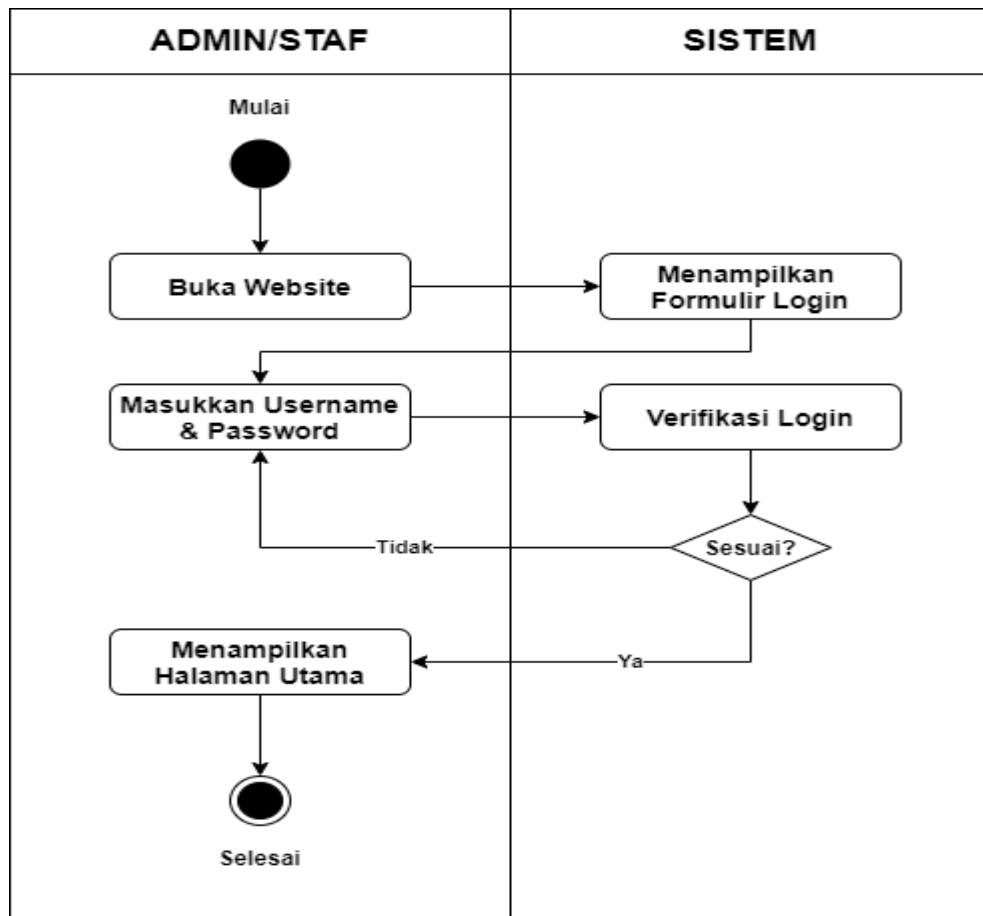 ADMIN/STAF
SISTEM
Mulai
Buka Website
Menampilkan
Formulir Login
Masukkan Username
& Password
Verifikasi Login
Sesuai?
Tidak
Ya
Menampilkan
Halaman Utama
Selesai